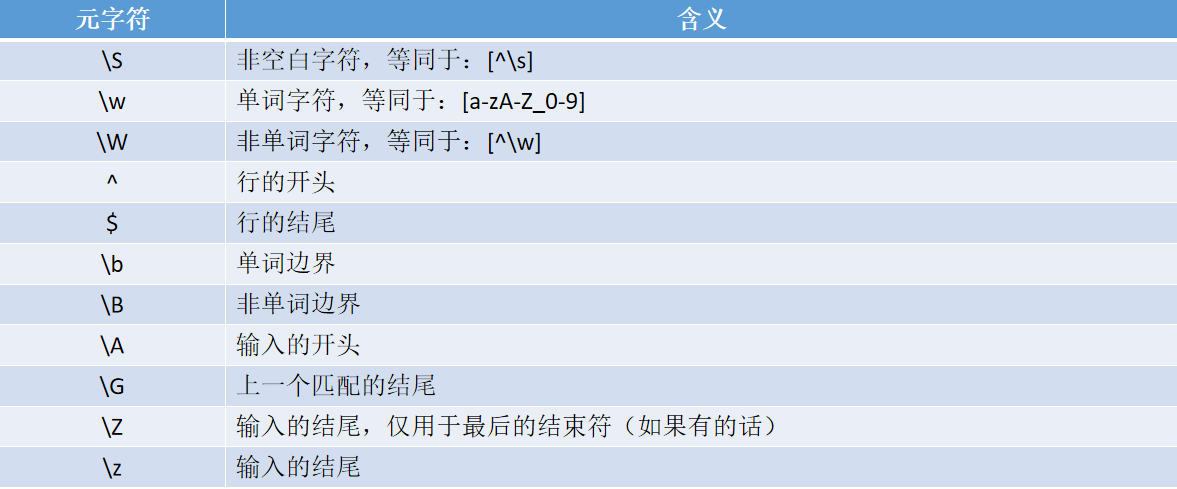 元字符 含义
\S 非空白字符，等同于：[^\s]
\w 单词字符，等同于：[a-zA-Z_0-9]
\W 非单词字符，等同于：[^\w]
^ 行的开头
$ 行的结尾
\b 单词边界
\B 非单词边界
\A 输入的开头
\G 上一个匹配的结尾
\Z 输入的结尾，仅用于最后的结束符（如果有的话）
\z 输入的结尾